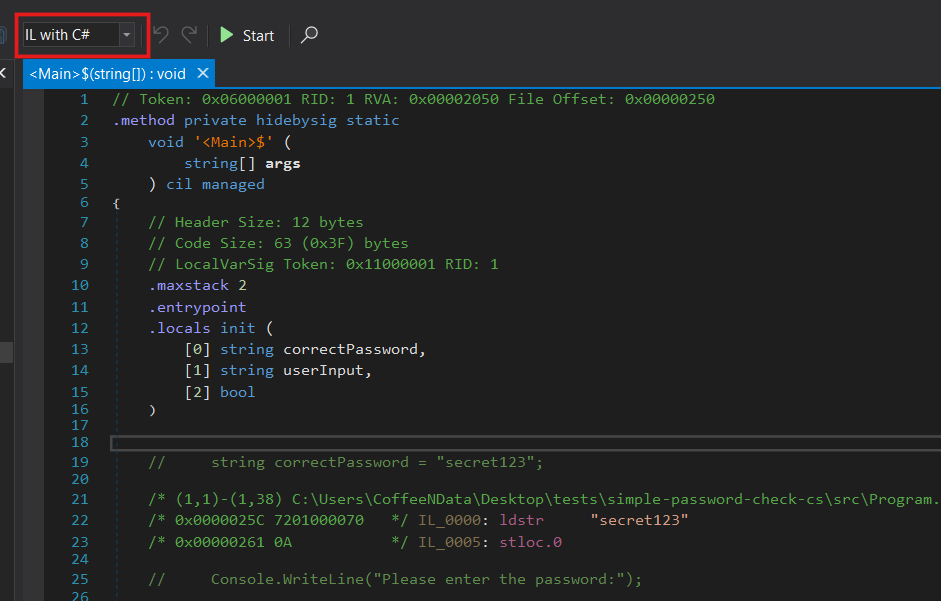 IL with C# Start
<Main>$(string[]) : void ✕
1 // Token: 0x06000001 RID: 1 RVA: 0x00002050 File Offset: 0x00000250
2 .method private hidebysig static
3     void '<Main>$' (
4         string[] args
5     ) cil managed
6 {
7     // Header Size: 12 bytes
8     // Code Size: 63 (0x3F) bytes
9     // LocalVarSig Token: 0x11000001 RID: 1
10     .maxstack 2
11     .entrypoint
12     .locals init (
13         [0] string correctPassword,
14         [1] string userInput,
15         [2] bool
16     )
17
18
19     //     string correctPassword = "secret123";
20
21     /* (1,1)-(1,38) C:\Users\CoffeeNData\Desktop\tests\simple-password-check-cs\src\Program.
22     /* 0x0000025C 7201000070   */ IL_0000: ldstr     "secret123"
23     /* 0x00000261 0A           */ IL_0005: stloc.0
24
25     //     Console.WriteLine("Please enter the password:");
26